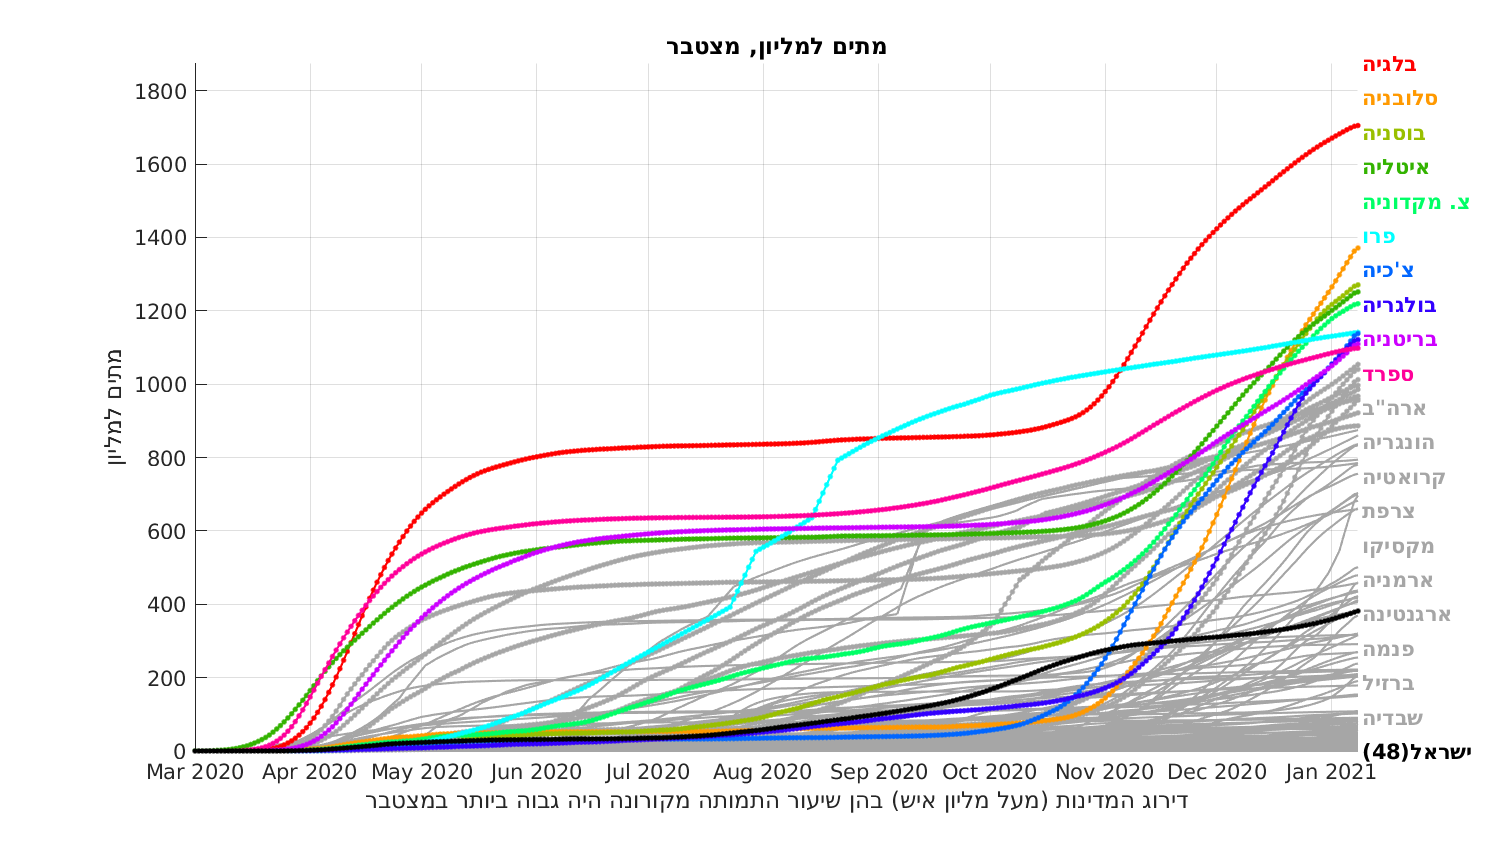 מתים למליון, מצטבר
מתים למליון
1800
1600
1400
1200
1000
800
600
400
200
0
Mar 2020 Apr 2020 May 2020 Jun 2020 Jul 2020 Aug 2020 Sep 2020 Oct 2020 Nov 2020 Dec 2020 Jan 2021
דירוג המדינות (מעל מליון איש) בהן שיעור התמותה מקורונה היה גבוה ביותר במצטבר
בלגיה
סלובניה
בוסניה
איטליה
צ. מקדוניה
פרו
צ'כיה
בולגריה
בריטניה
ספרד
ארה"ב
הונגריה
קרואטיה
צרפת
מקסיקו
ארמניה
ארגנטינה
פנמה
ברזיל
שבדיה
ישראל(48)